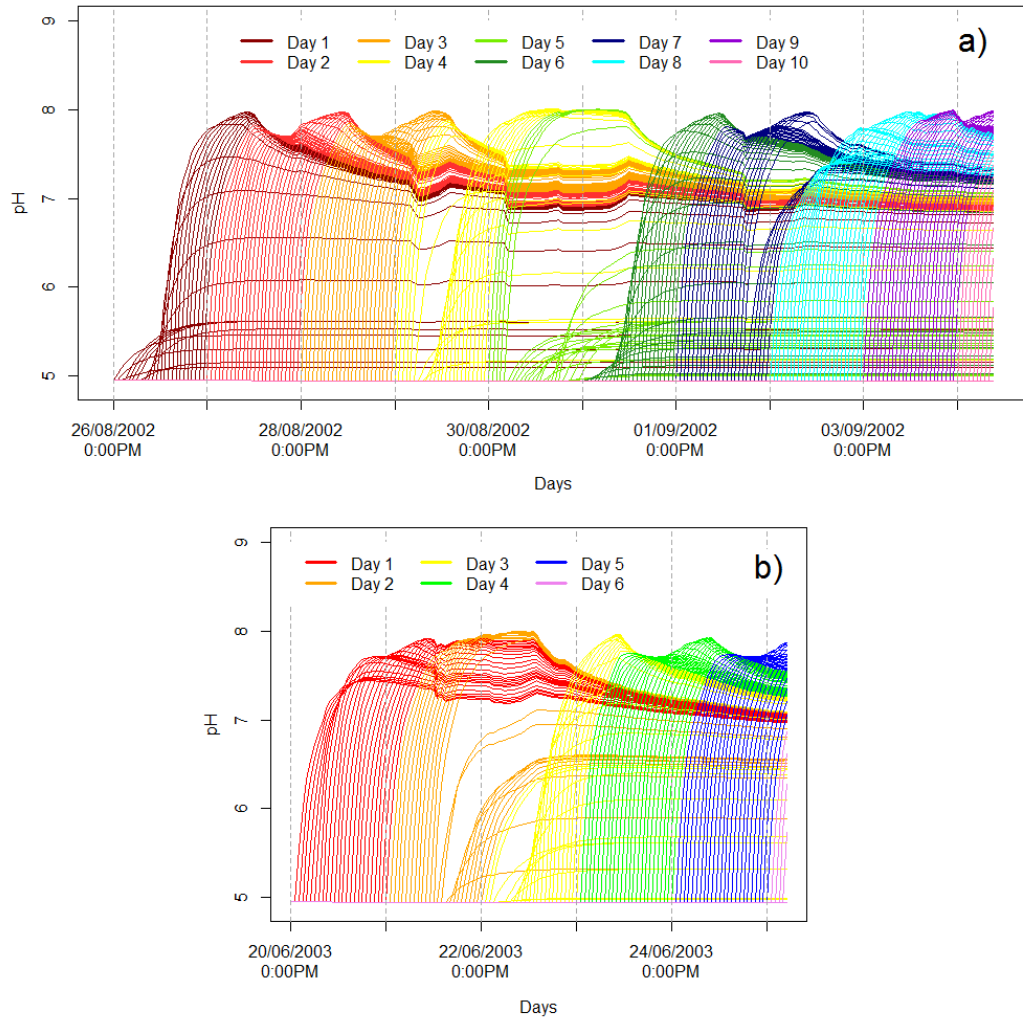 a)
Day 1 Day 3 Day 5 Day 7 Day 9
Day 2 Day 4 Day 6 Day 8 Day 10
9
8
7
6
5
pH
26/08/2002 28/08/2002 30/08/2002 01/09/2002 03/09/2002
0:00PM 0:00PM 0:00PM 0:00PM 0:00PM
Days
b)
Day 1 Day 3 Day 5
Day 2 Day 4 Day 6
9
8
7
6
5
pH
20/06/2003 22/06/2003 24/06/2003
0:00PM 0:00PM 0:00PM
Days